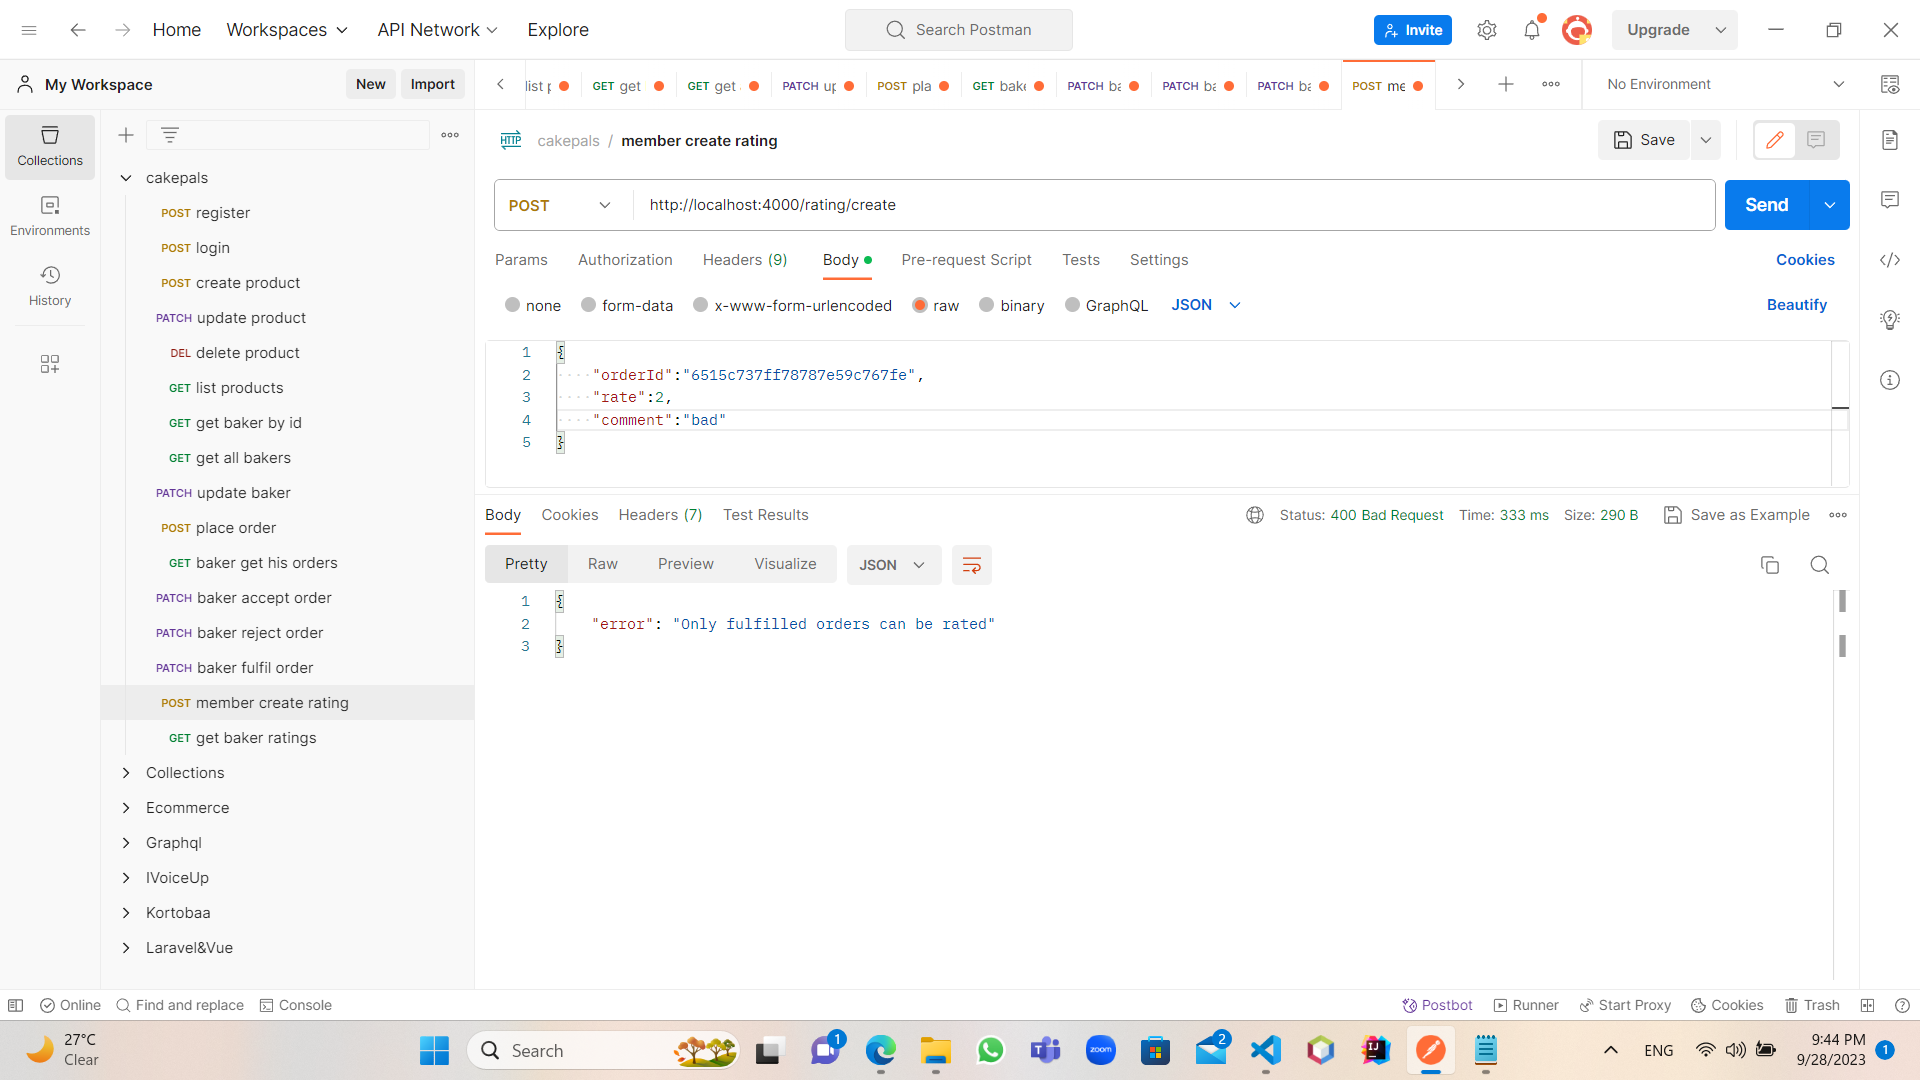 Home
Workspaces
API Network
Explore
Search Postman
Invite
Upgrade
My Workspace
New
Import
list
GET get
GET get
PATCH
POST pla
GET bake
PATCH ba
PATCH ba
PATCH ba
POST me
No Environment
Collections
Environments
History
cakepals
POST register
POST login
POST create product
PATCH update product
DEL delete product
GET list products
GET get baker by id
GET get all bakers
PATCH update baker
POST place order
GET baker get his orders
PATCH baker accept order
PATCH baker reject order
PATCH baker fulfil order
POST member create rating
GET get baker ratings
Collections
Ecommerce
Graphql
IVoiceUp
Kortobaa
Laravel&Vue
HTTP cakepals / member create rating
Save
POST http://localhost:4000/rating/create
Send
Params Authorization Headers (9) Body Pre-request Script Tests Settings
Cookies
none form-data x-www-form-urlencoded raw binary GraphQL JSON
Beautify
1 {
2 "orderId":"6515c737ff78787e59c767fe",
3 "rate":2,
4 "comment":"bad"
5 }
Body Cookies Headers (7) Test Results
Status: 400 Bad Request Time: 333 ms Size: 290 B
Save as Example
Pretty Raw Preview Visualize JSON
1 {
2 "error": "Only fulfilled orders can be rated"
3 }
Online
Find and replace
Console
Postbot
Runner
Start Proxy
Cookies
Trash
27°C
Clear
Search
1
zoom
2
IJ
ENG
9:44 PM
9/28/2023
1